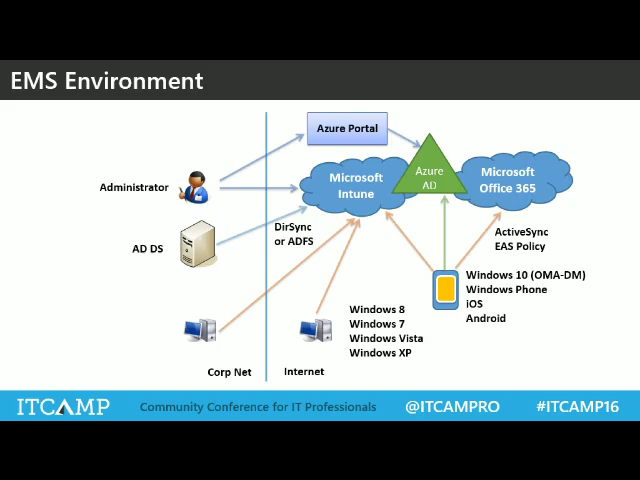 EMS Environment
Azure Portal
Administrator
Microsoft
Intune
Azure
AD
Microsoft
Office 365
AD DS
DirSync
or ADFS
ActiveSync
EAS Policy
Windows 10 (OMA-DM)
Windows Phone
iOS
Android
Windows 8
Windows 7
Windows Vista
Windows XP
Corp Net
Internet
ITCAMP
Community Conference for IT Professionals
@ITCAMPRO
#ITCAMP16